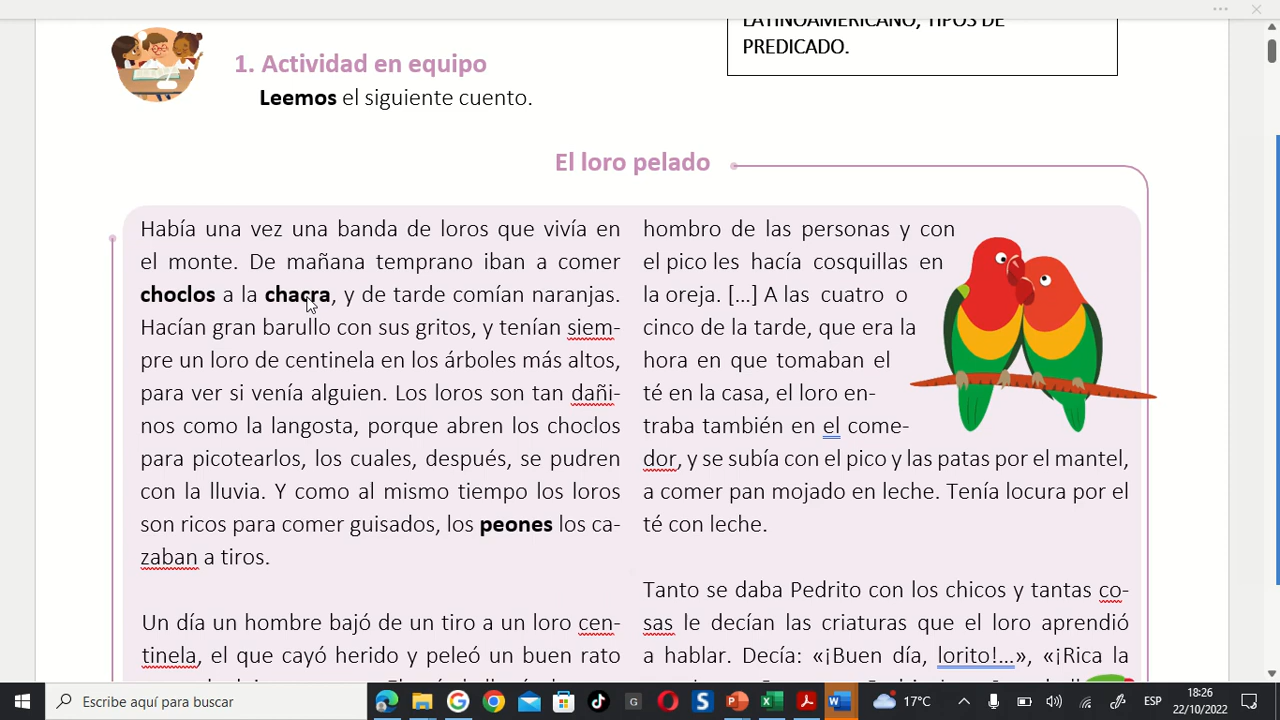 LATINOAMERICANO, TIPOS DE
PREDICADO.
1. Actividad en equipo
Leemos el siguiente cuento.
El loro pelado
Había una vez una banda de loros que vivía en
el monte. De mañana temprano iban a comer
choclos a la chacra, y de tarde comían naranjas.
Hacían gran barullo con sus gritos, y tenían siem-
pre un loro de centinela en los árboles más altos,
para ver si venía alguien. Los loros son tan dañi-
nos como la langosta, porque abren los choclos
para picotearlos, los cuales, después, se pudren
con la lluvia. Y como al mismo tiempo los loros
son ricos para comer guisados, los peones los ca-
zaban a tiros.
Un día un hombre bajó de un tiro a un loro cen-
tinela, el que cayó herido y peleó un buen rato
hombro de las personas y con
el pico les hacía cosquillas en
la oreja. [...] A las cuatro o
cinco de la tarde, que era la
hora en que tomaban el
té en la casa, el loro en-
traba también en el come-
dor, y se subía con el pico y las patas por el mantel,
a comer pan mojado en leche. Tenía locura por el
té con leche.
Tanto se daba Pedrito con los chicos y tantas co-
sas le decían las criaturas que el loro aprendió
a hablar. Decía: «¡Buen día, lorito!...», «¡Rica la
Escribe aquí para buscar
17°C
ESP
18:26
22/10/2022